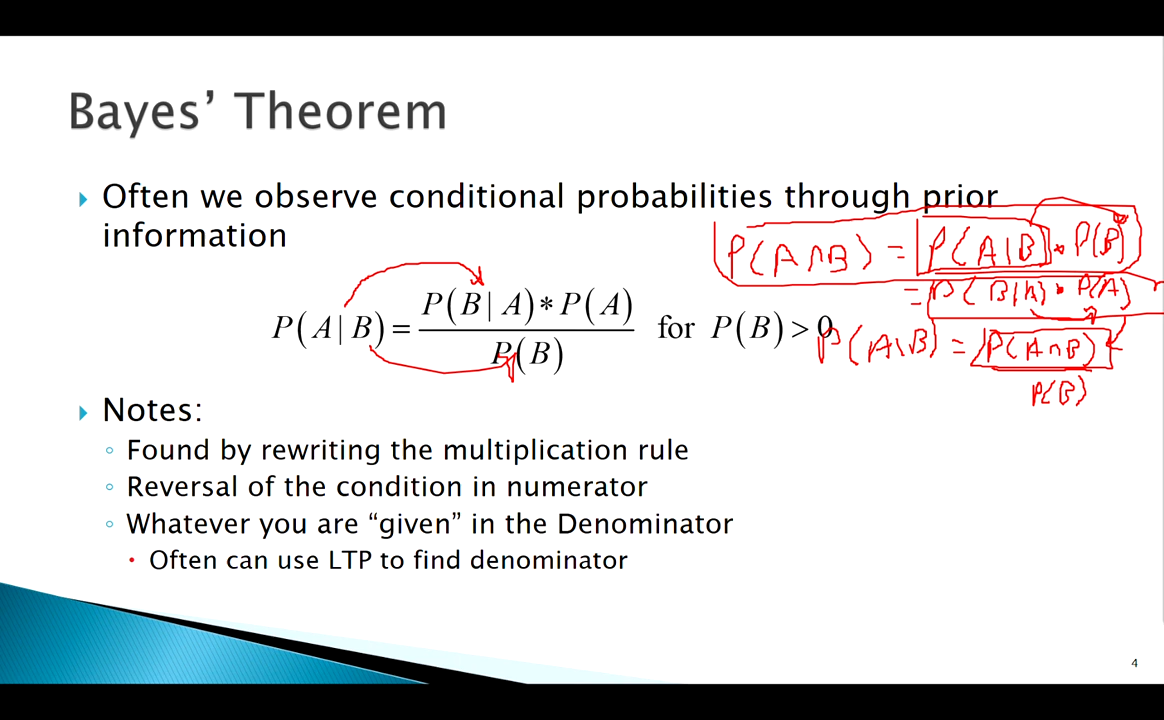 Bayes’ Theorem
Often we observe conditional probabilities through prior
information
P(A∩B) = P(A|B) • P(B)
= P(B|A) • P(A)
P(A|B) = P(B|A)*P(A) / P(B) for P(B) > 0
P(A|B) = P(A∩B) / P(B)
Notes:
Found by rewriting the multiplication rule
Reversal of the condition in numerator
Whatever you are “given” in the Denominator
Often can use LTP to find denominator
4